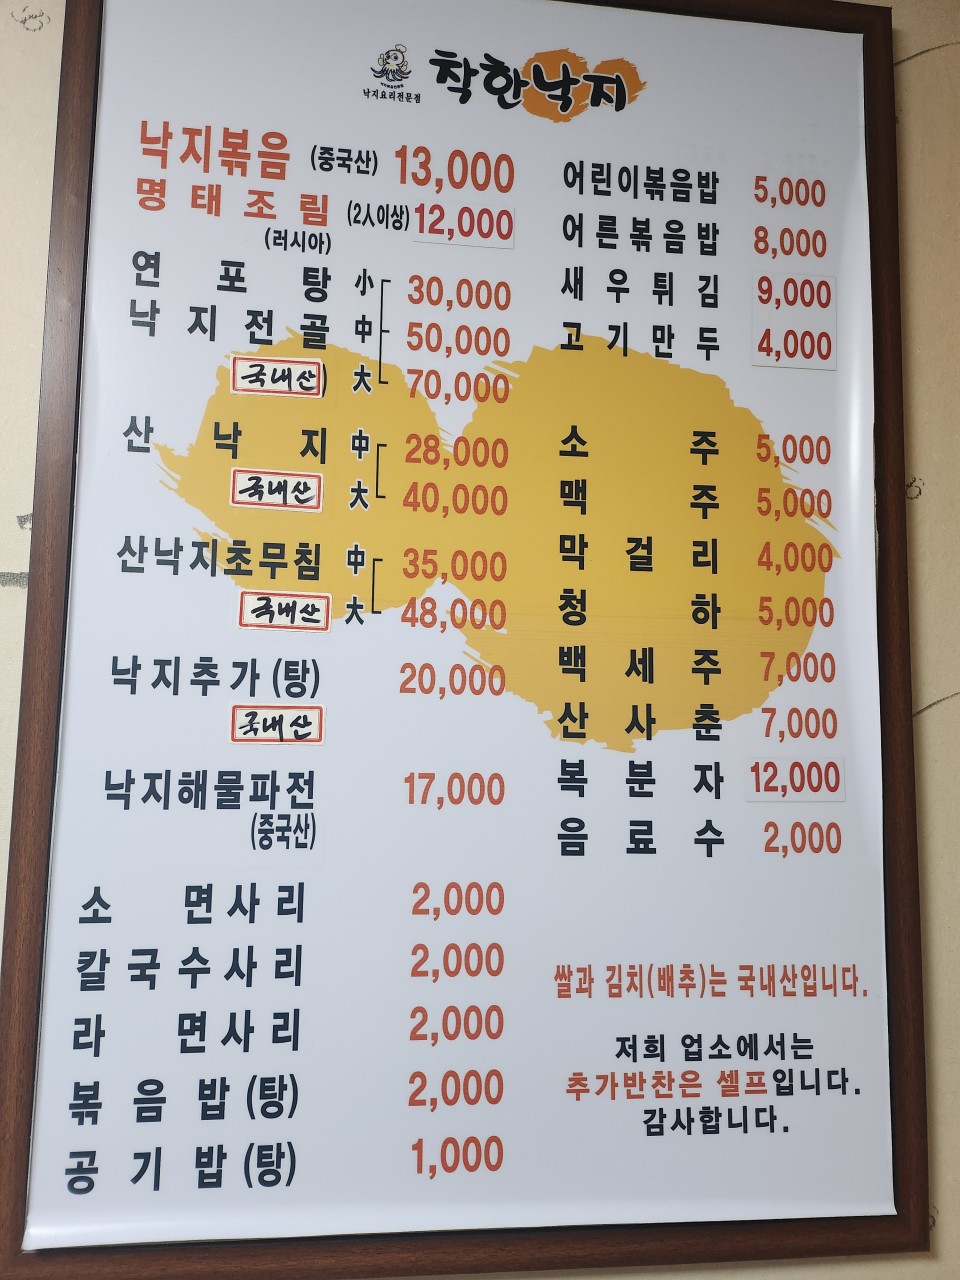 착한낙지
낙지요리전문점
낙지볶음 (중국산) 13,000
명태조림 (2人이상) 12,000
(러시아)
연포탕 小 30,000
낙지전골 中 50,000
국내산) 大 70,000
산낙지 中 28,000
국내산 大 40,000
산낙지초무침 中 35,000
국내산 大 48,000
낙지추가(탕) 20,000
국내산
낙지해물파전 17,000
(중국산)
소면사리 2,000
칼국수사리 2,000
라면사리 2,000
볶음밥(탕) 2,000
공기밥(탕) 1,000
어린이볶음밥 5,000
어른볶음밥 8,000
새우튀김 9,000
고기만두 4,000
소주 5,000
맥주 5,000
막걸리 4,000
청하 5,000
백세주 7,000
산사춘 7,000
복분자 12,000
음료수 2,000
쌀과 김치(배추)는 국내산입니다.
저희 업소에서는
추가반찬은 셀프입니다.
감사합니다.